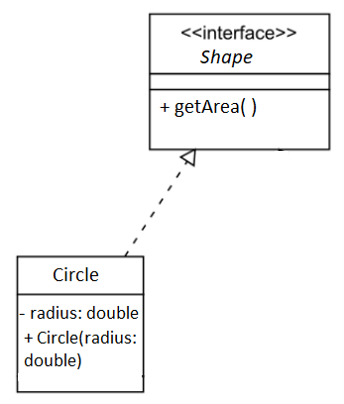 <<interface>>
Shape
+ getArea( )
Circle
- radius: double
+ Circle(radius:
double)